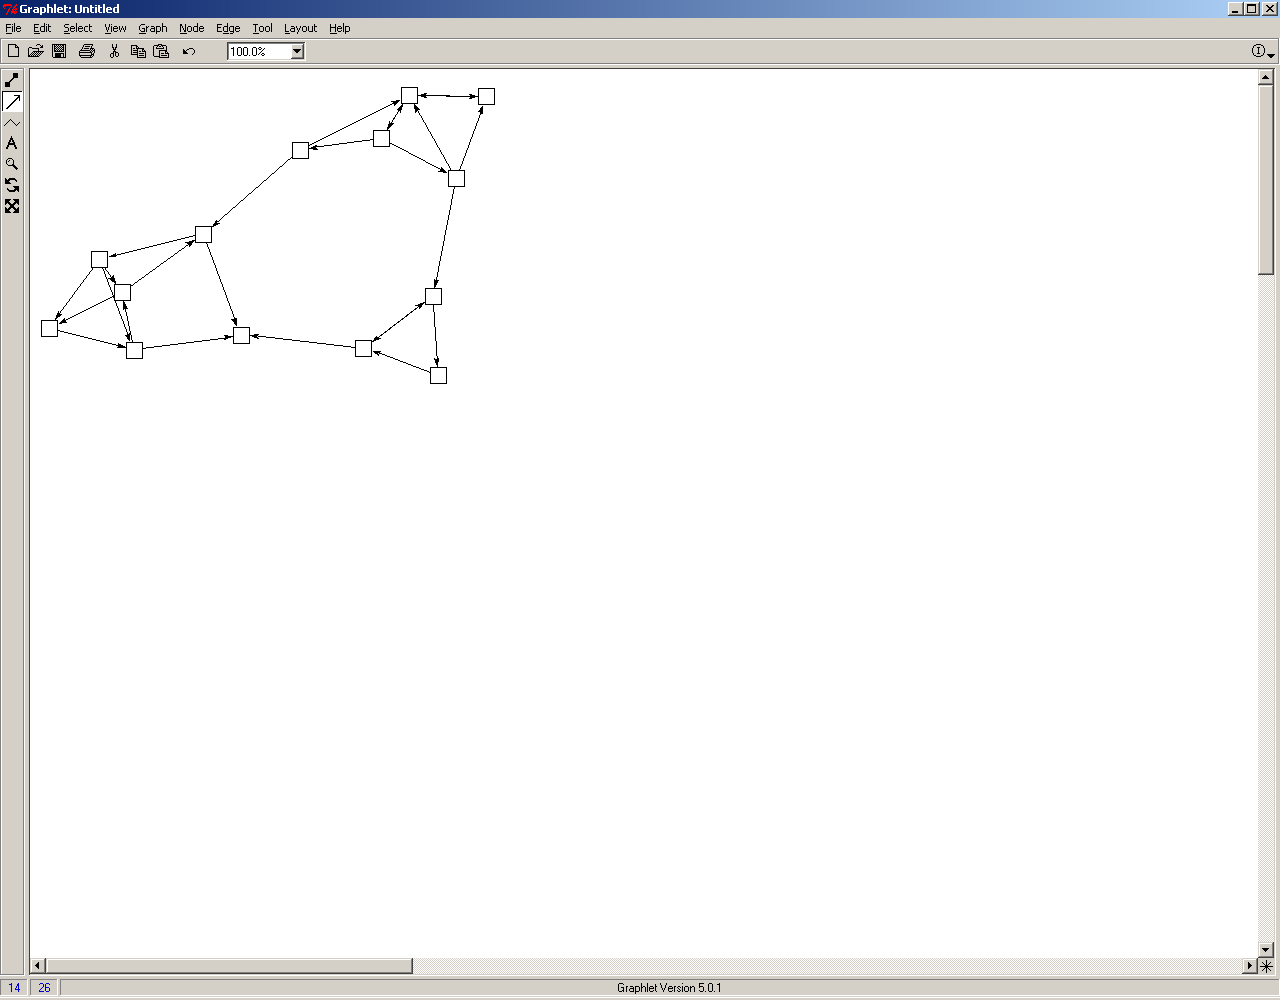 Graphlet: Untitled
File Edit Select View Graph Node Edge Tool Layout Help
100.0%
A
14 26 Graphlet Version 5.0.1